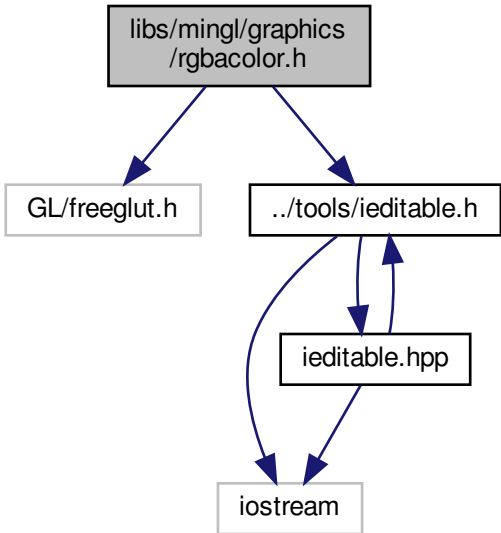 libs/mingl/graphics
/rgbacolor.h
GL/freeglut.h
../tools/ieditable.h
ieditable.hpp
iostream